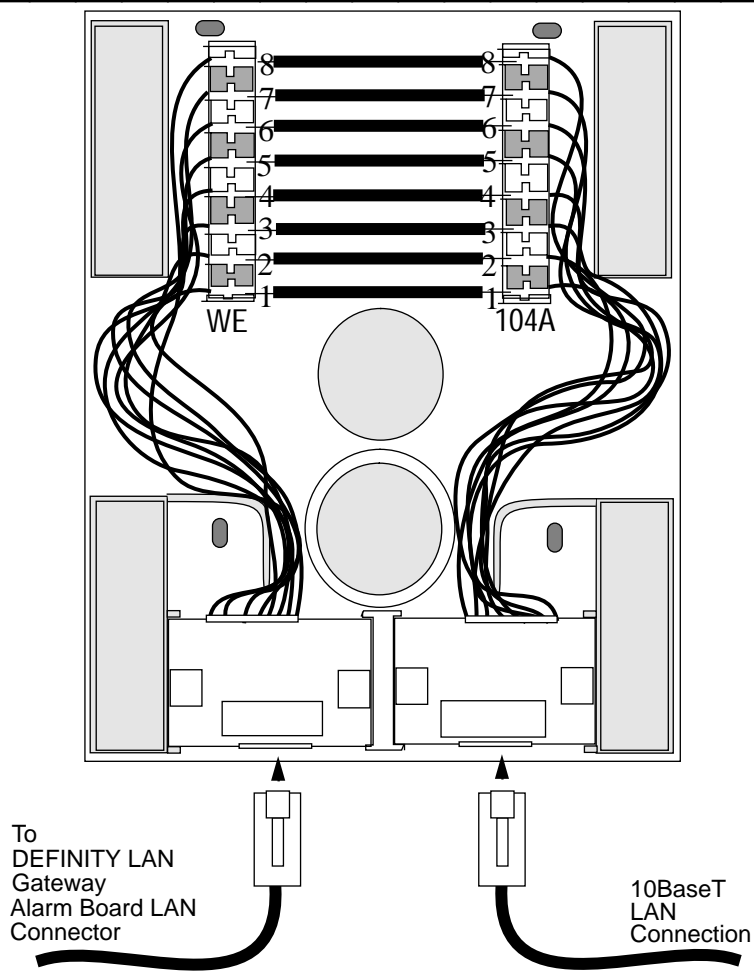 8 8
7 7
6 6
5 5
4 4
3 3
2 2
1 1
WE 104A
To
DEFINITY LAN
Gateway
Alarm Board LAN
Connector
10BaseT
LAN
Connection